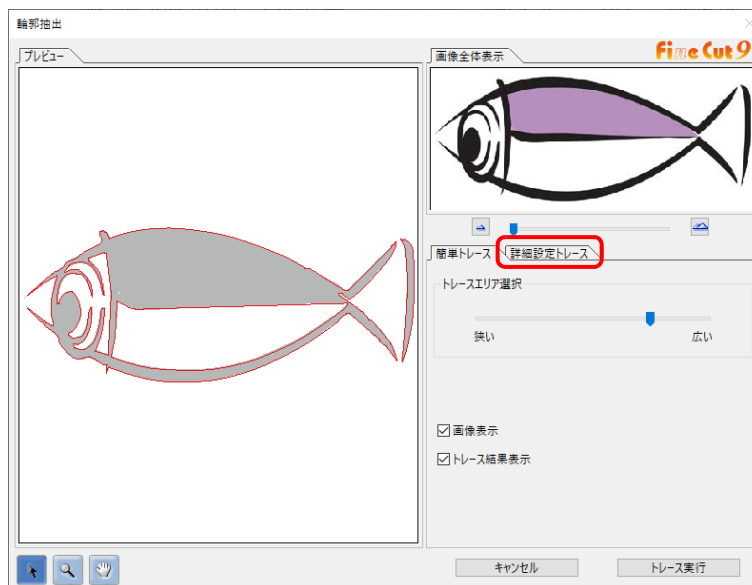 輪郭抽出
プレビュー
画像全体表示
FineCut9
簡単トレース
詳細設定トレース
トレースエリア選択
狭い
広い
画像表示
トレース結果表示
キャンセル
トレース実行